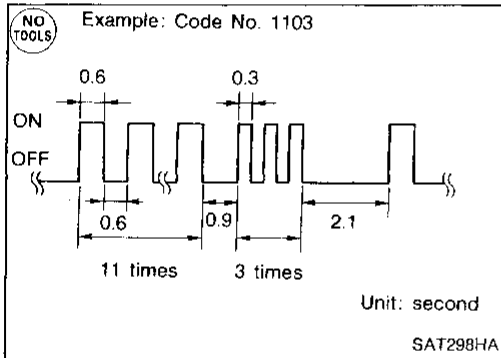 NO
TOOLS
Example: Code No. 1103
0.6
0.3
ON
OFF
0.6
0.9
2.1
11 times
3 times
Unit: second
SAT298HA